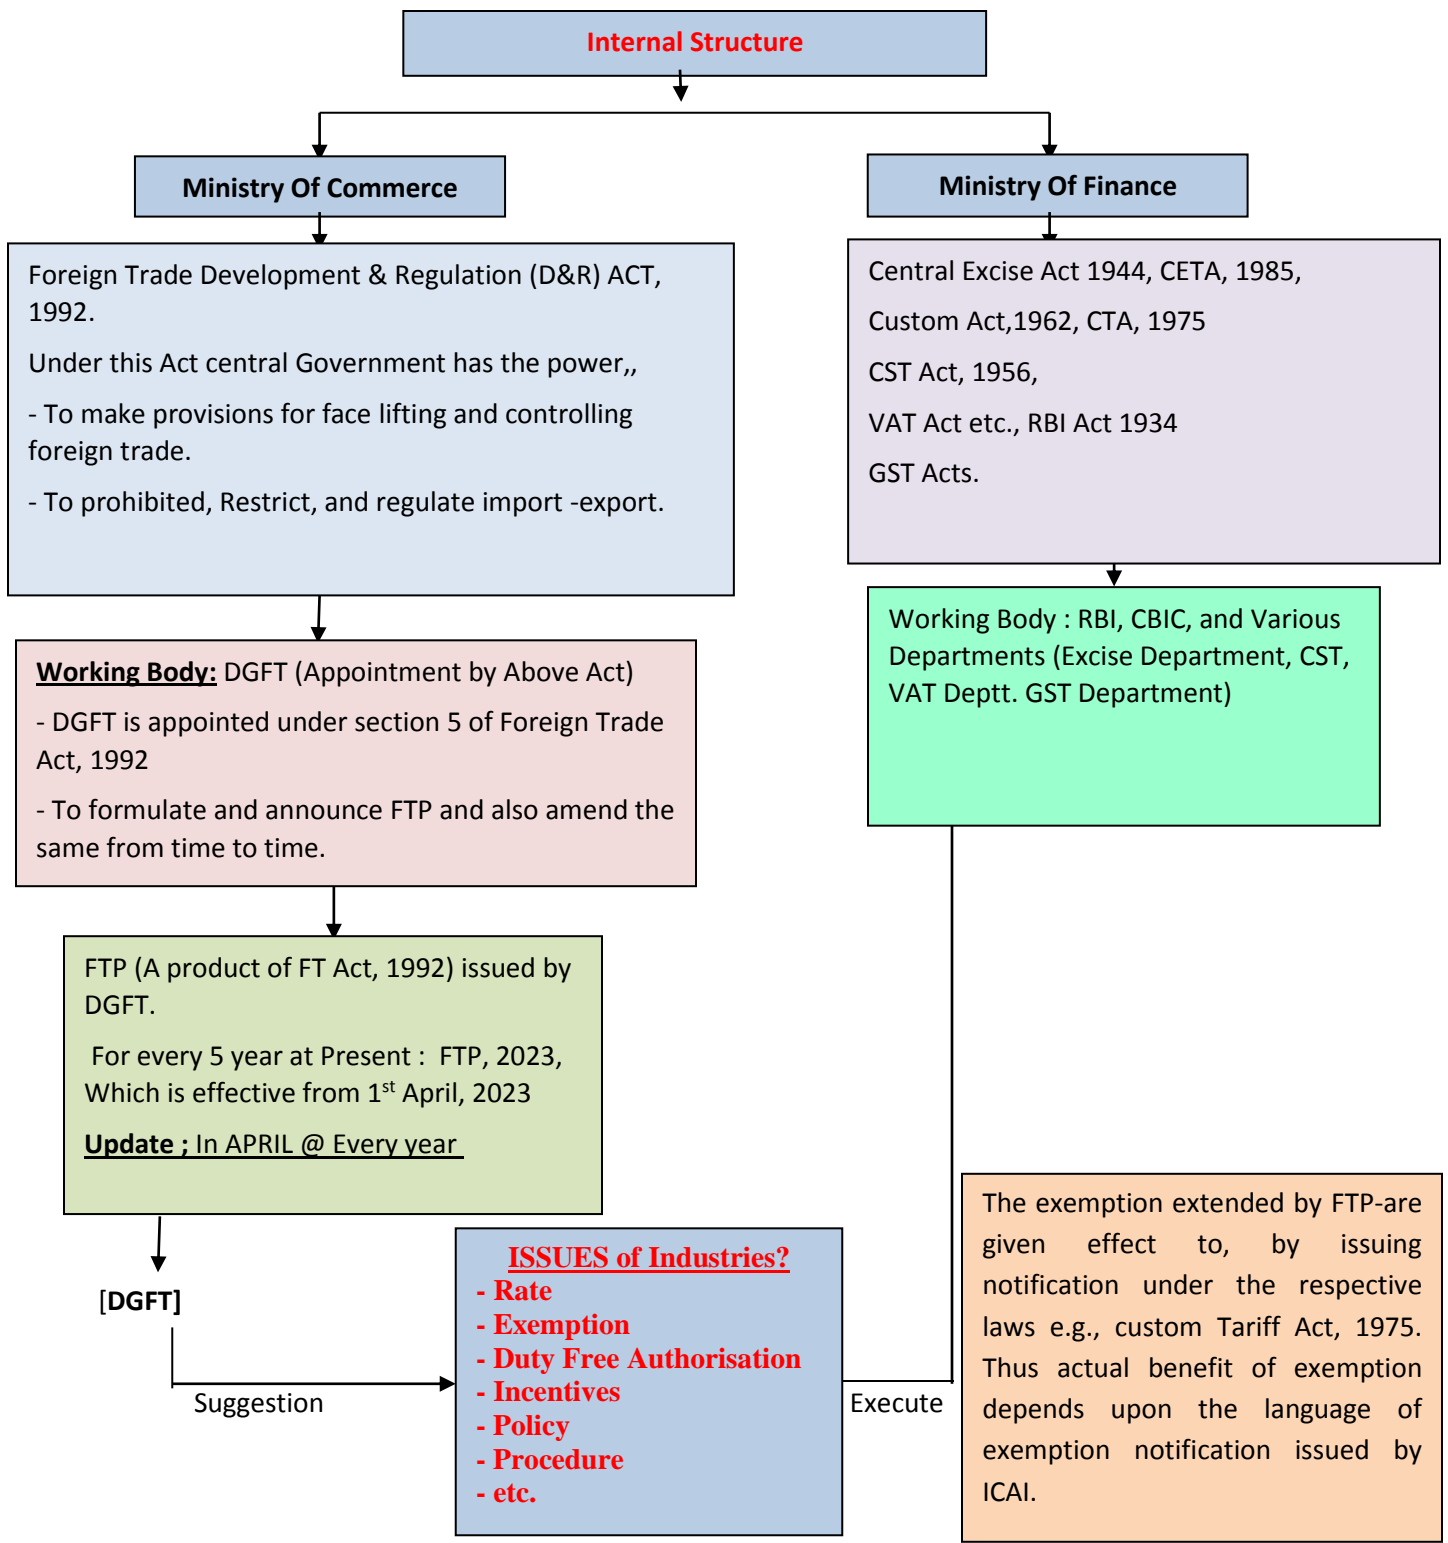 Internal Structure
Ministry Of Commerce
Foreign Trade Development & Regulation (D&R) ACT,
1992.
Under this Act central Government has the power,,
- To make provisions for face lifting and controlling
foreign trade.
- To prohibited, Restrict, and regulate import -export.
Working Body: DGFT (Appointment by Above Act)
- DGFT is appointed under section 5 of Foreign Trade
Act, 1992
- To formulate and announce FTP and also amend the
same from time to time.
FTP (A product of FT Act, 1992) issued by
DGFT.
For every 5 year at Present : FTP, 2023,
Which is effective from 1st April, 2023
Update ; In APRIL @ Every year
[DGFT]
Suggestion
ISSUES of Industries?
- Rate
- Exemption
- Duty Free Authorisation
- Incentives
- Policy
- Procedure
- etc.
Execute
Ministry Of Finance
Central Excise Act 1944, CETA, 1985,
Custom Act,1962, CTA, 1975
CST Act, 1956,
VAT Act etc., RBI Act 1934
GST Acts.
Working Body : RBI, CBIC, and Various
Departments (Excise Department, CST,
VAT Deptt. GST Department)
The exemption extended by FTP-are
given effect to, by issuing
notification under the respective
laws e.g., custom Tariff Act, 1975.
Thus actual benefit of exemption
depends upon the language of
exemption notification issued by
ICAI.